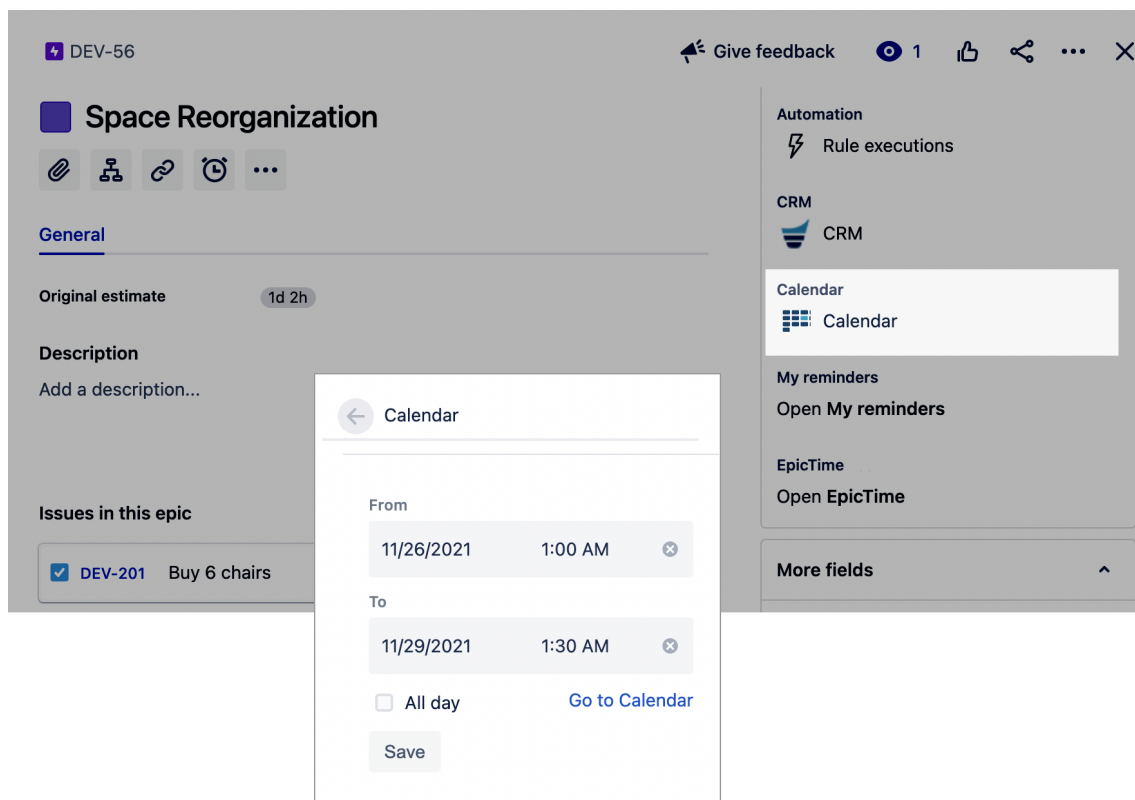 DEV-56
Give feedback
1
Space Reorganization
General
Original estimate 1d 2h
Description
Add a description...
Issues in this epic
DEV-201 Buy 6 chairs
Automation
Rule executions
CRM
CRM
Calendar
Calendar
My reminders
Open My reminders
EpicTime
Open EpicTime
More fields
Calendar
From
11/26/2021 1:00 AM
To
11/29/2021 1:30 AM
All day Go to Calendar
Save